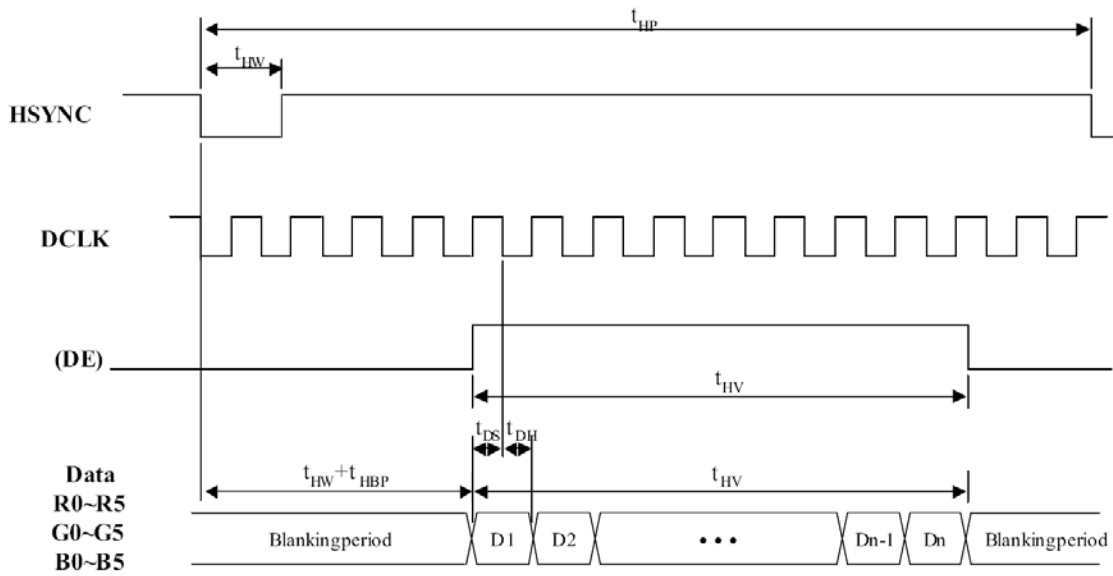 tHP
tHW
HSYNC
DCLK
(DE)
tHV
tDS tDH
Data
R0~R5
G0~G5
B0~B5
tHW+tHBP tHV
Blankingperiod D1 D2 ••• Dn-1 Dn Blankingperiod